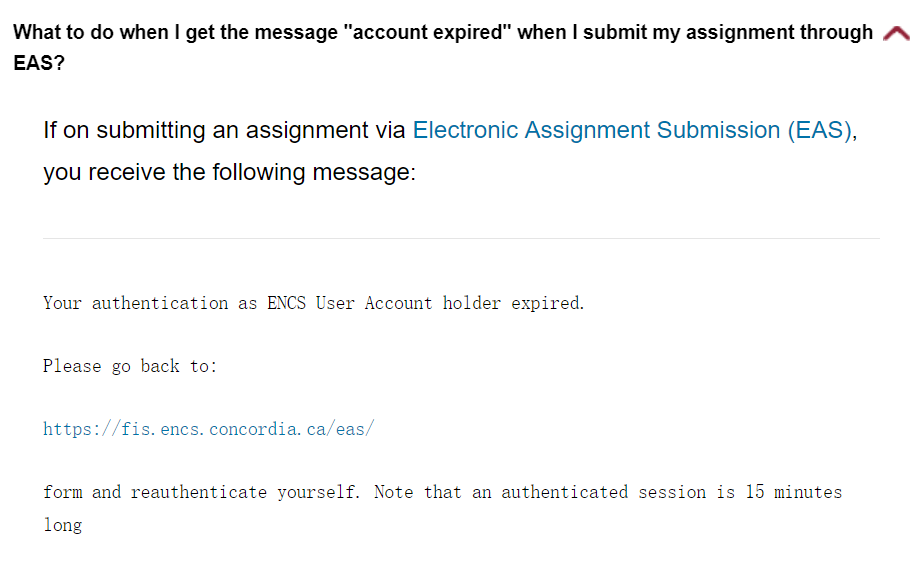 What to do when I get the message "account expired" when I submit my assignment through
EAS?
If on submitting an assignment via Electronic Assignment Submission (EAS),
you receive the following message:
Your authentication as ENCS User Account holder expired.
Please go back to:
https://fis.encs.concordia.ca/eas/
form and reauthenticate yourself. Note that an authenticated session is 15 minutes
long